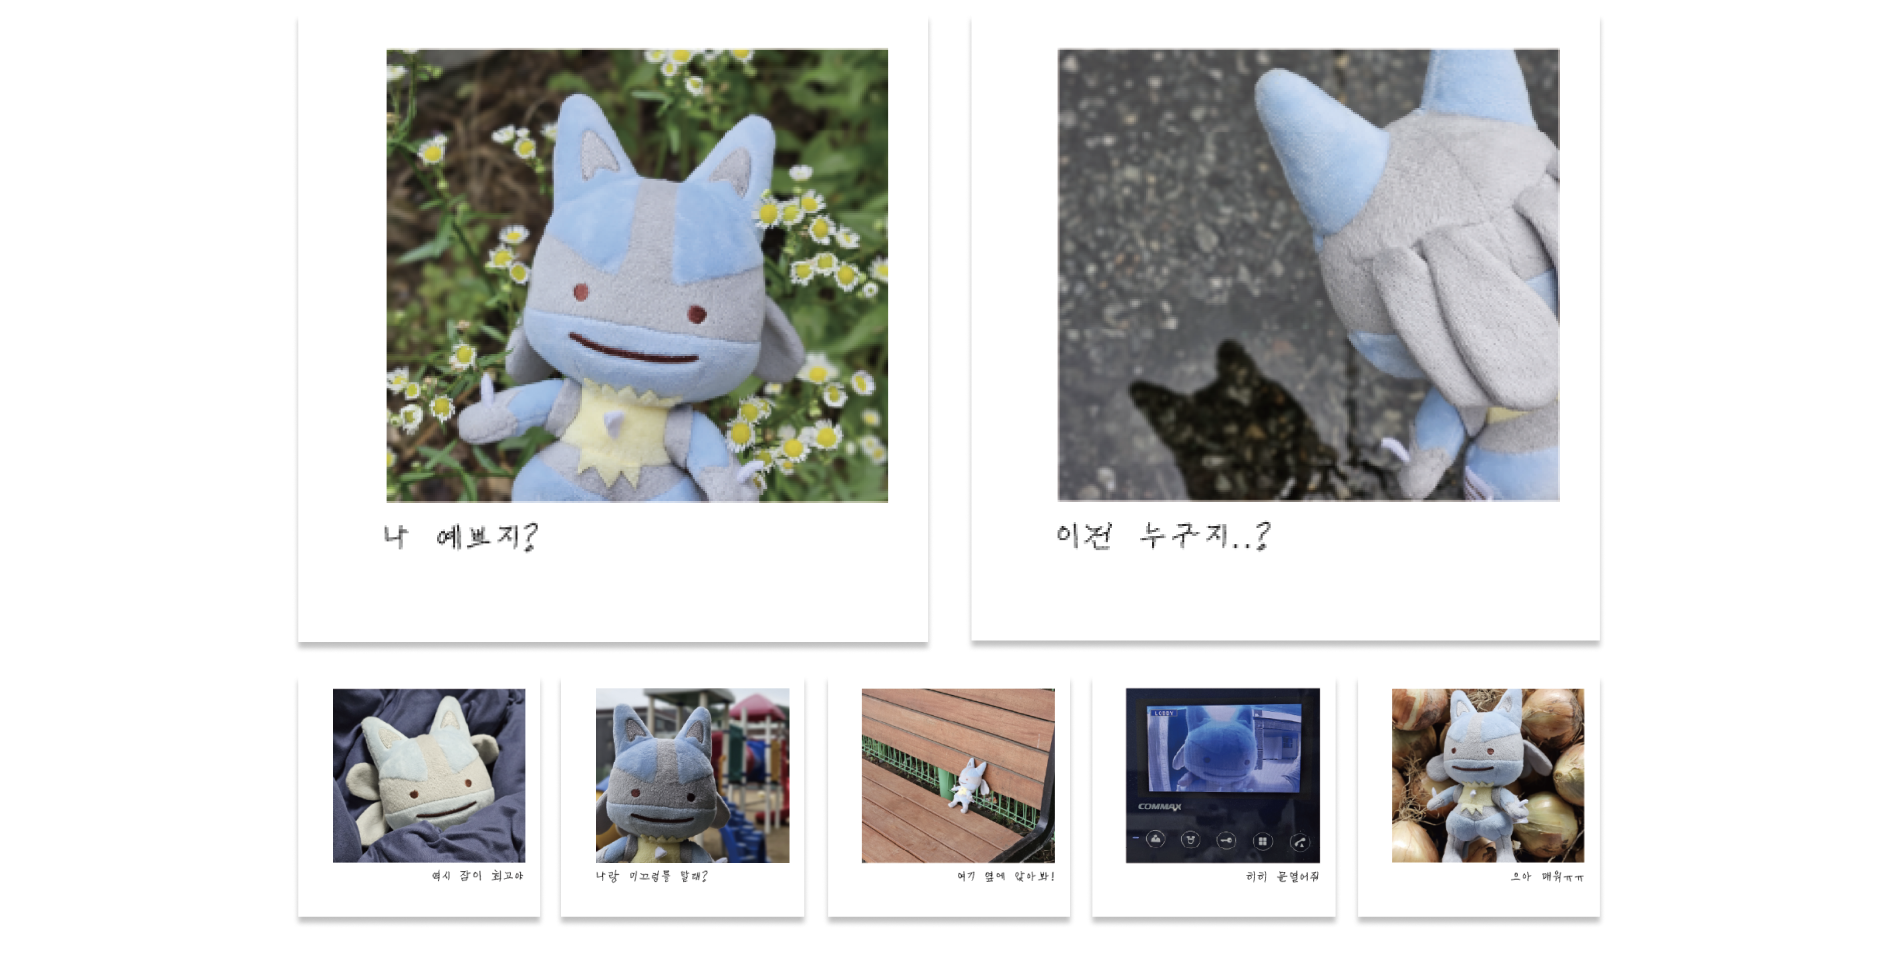 나 예쁘지?
이전 누구지..?
역시 잠이 최고야
나랑 미끄럼틀 탈래?
여기 옆에 앉아봐!
LOBBY
COMMAX
히히 문열어줘
으아 매워ㅠㅠ